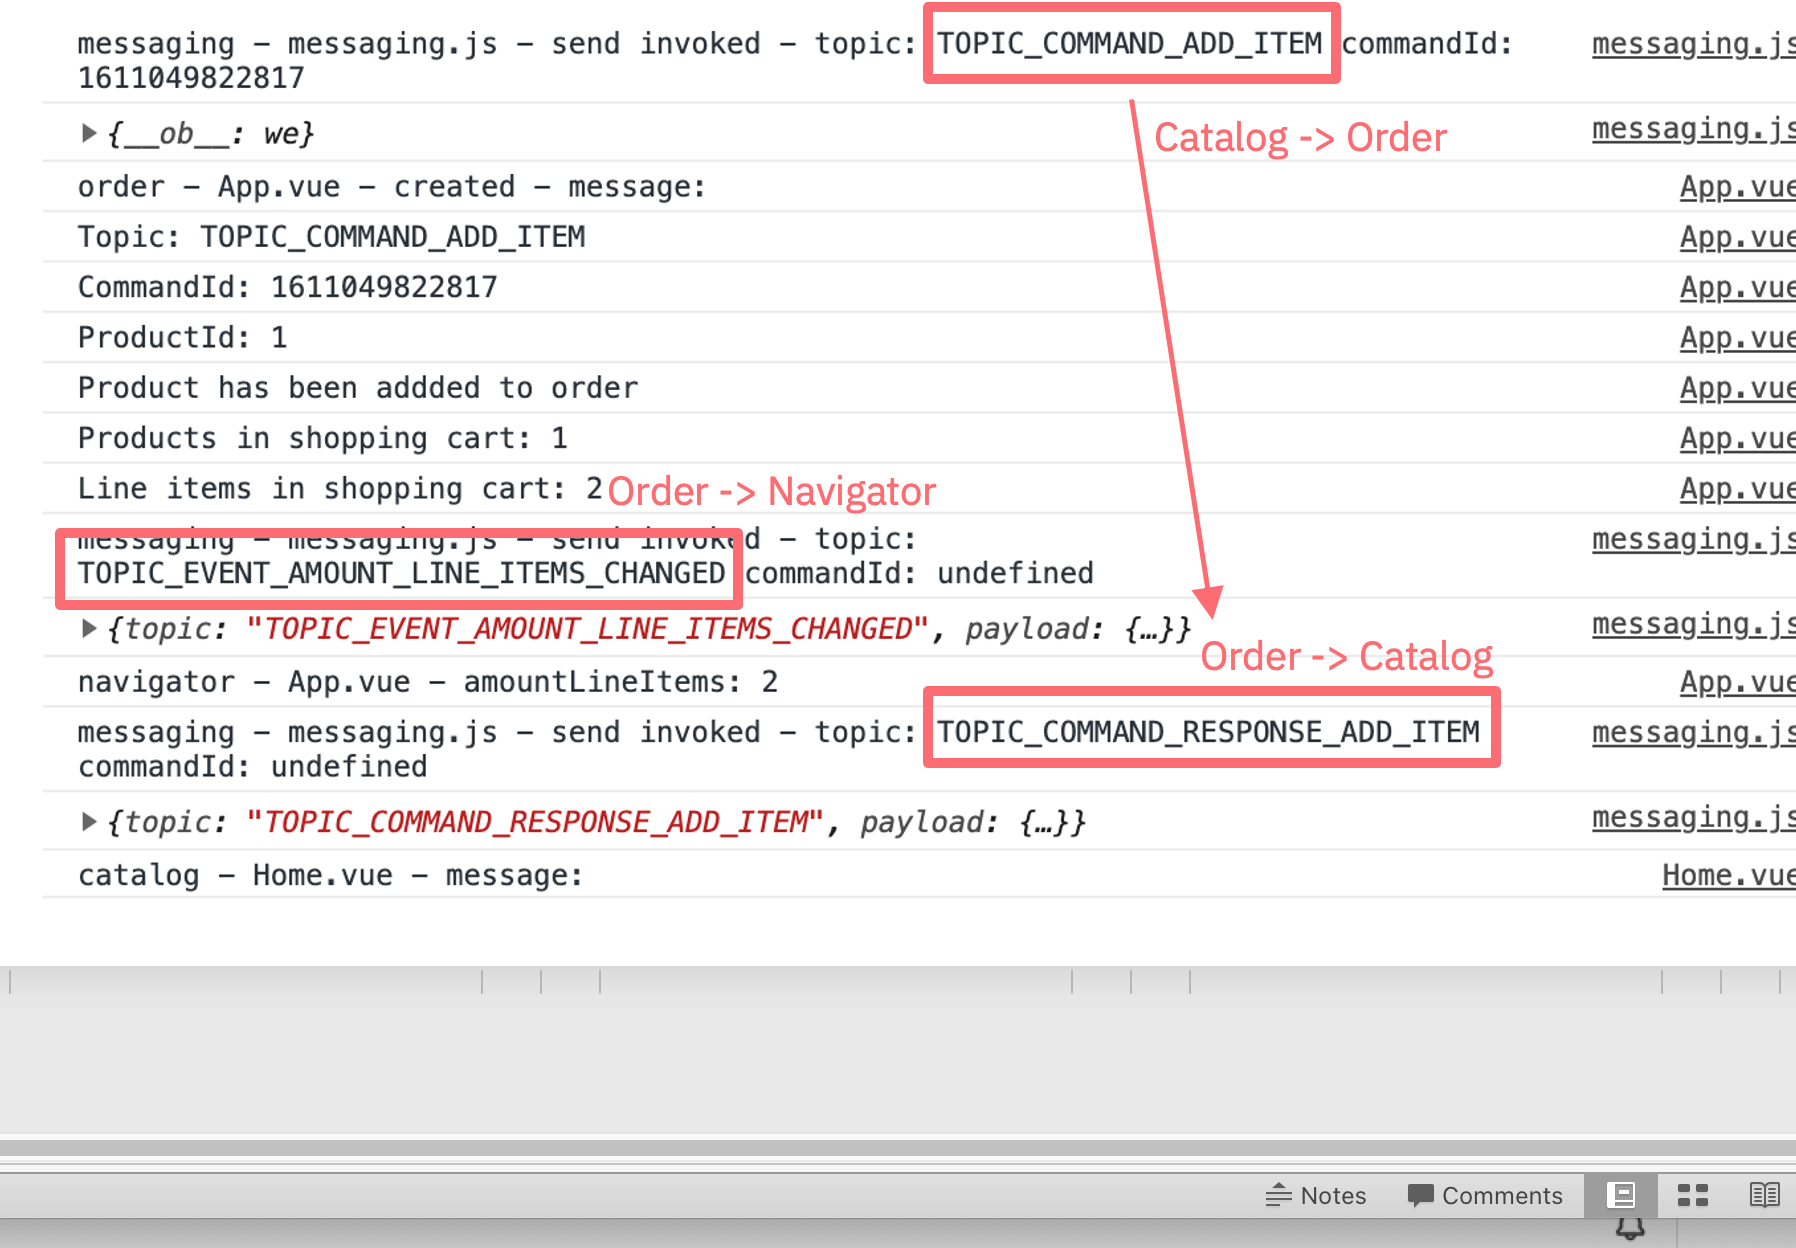 messaging – messaging.js – send invoked – topic: TOPIC_COMMAND_ADD_ITEM commandId: messaging.js
1611049822817
Catalog -> Order
{__ob__: we} messaging.js
order – App.vue – created – message: App.vue
Topic: TOPIC_COMMAND_ADD_ITEM App.vue
CommandId: 1611049822817 App.vue
ProductId: 1 App.vue
Product has been addded to order App.vue
Products in shopping cart: 1 App.vue
Line items in shopping cart: 2 App.vue
Order -> Navigator
messaging – messaging.js – send invoked – topic: messaging.js
TOPIC_EVENT_AMOUNT_LINE_ITEMS_CHANGED commandId: undefined
{topic: "TOPIC_EVENT_AMOUNT_LINE_ITEMS_CHANGED", payload: {…}} messaging.js
Order -> Catalog
navigator – App.vue – amountLineItems: 2 App.vue
messaging – messaging.js – send invoked – topic: TOPIC_COMMAND_RESPONSE_ADD_ITEM messaging.js
commandId: undefined
{topic: "TOPIC_COMMAND_RESPONSE_ADD_ITEM", payload: {…}} messaging.js
catalog – Home.vue – message: Home.vue
Notes Comments